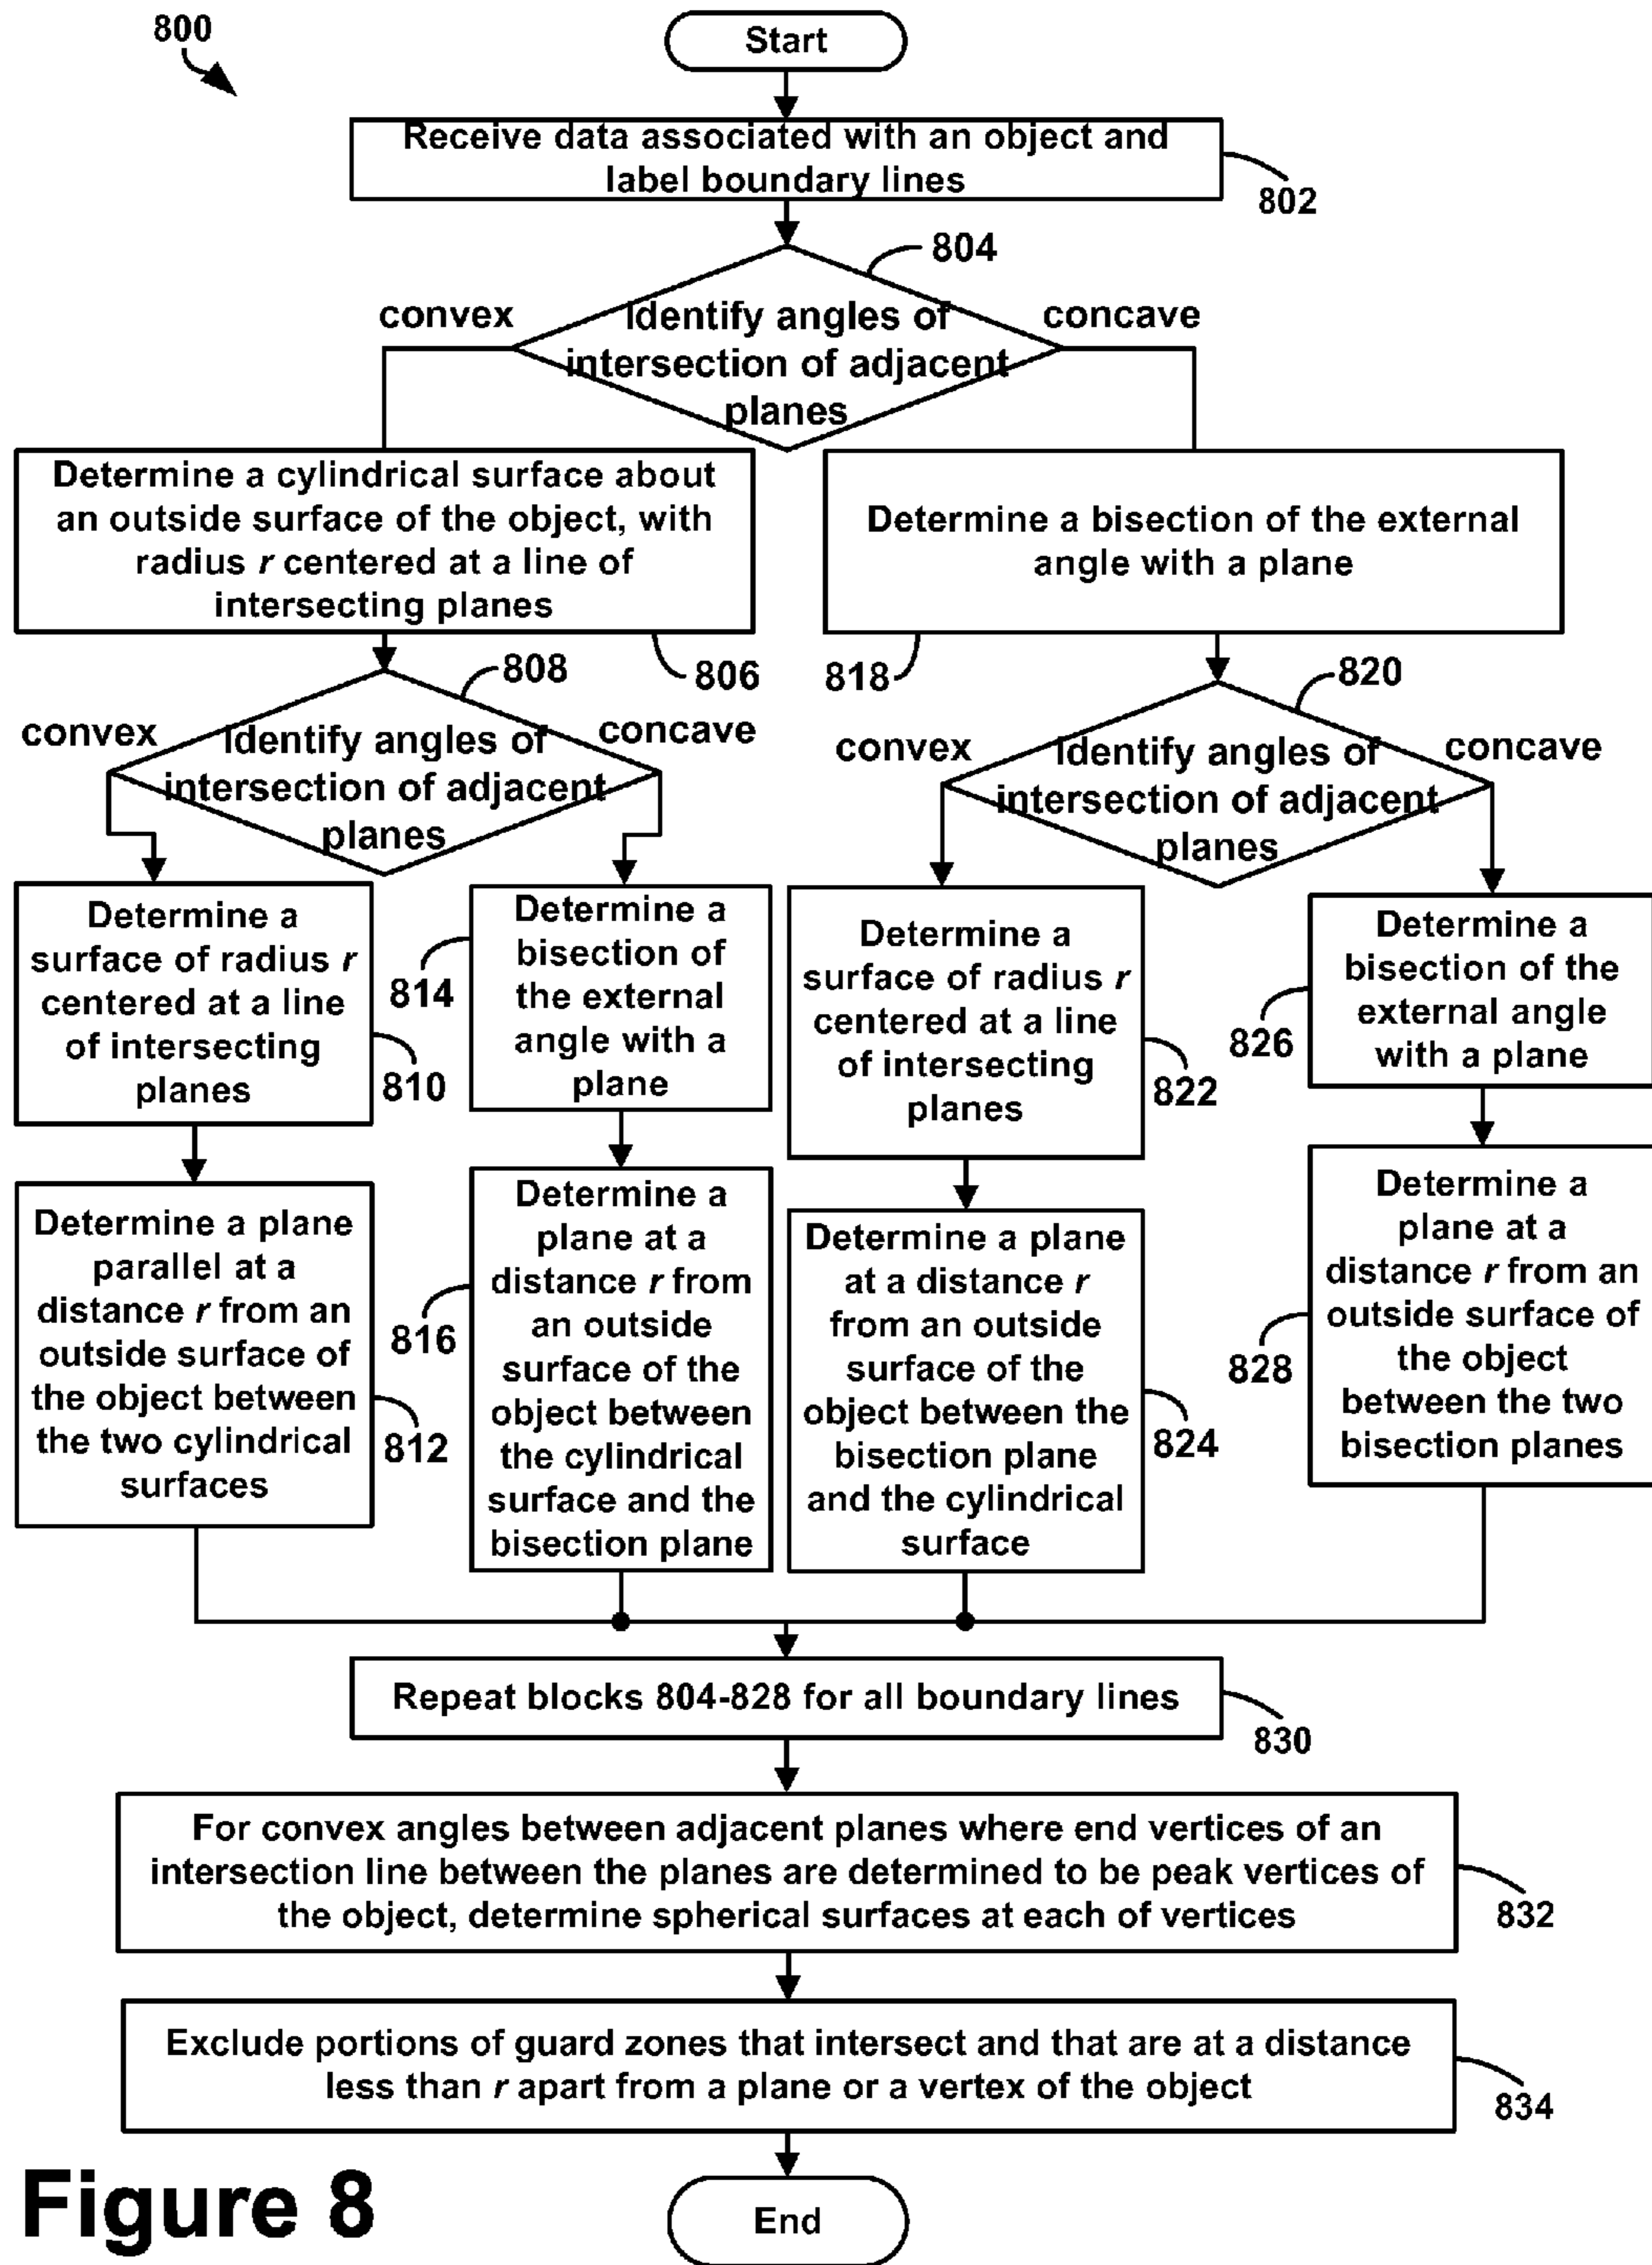 800
Start
Receive data associated with an object and
label boundary lines
802
804
convex
concave
Identify angles of
intersection of adjacent
planes
Determine a cylindrical surface about
an outside surface of the object, with
radius r centered at a line of
intersecting planes
806
Determine a bisection of the external
angle with a plane
818
808
convex
concave
Identify angles of
intersection of adjacent
planes
820
convex
concave
Identify angles of
intersection of adjacent
planes
Determine a
surface of radius r
centered at a line
of intersecting
planes
810
814
Determine a
bisection of
the external
angle with a
plane
Determine a
surface of radius r
centered at a line
of intersecting
planes
822
826
Determine a
bisection of the
external angle
with a plane
Determine a plane
parallel at a
distance r from an
outside surface of
the object between
the two cylindrical
surfaces
812
816
Determine a
plane at a
distance r from
an outside
surface of the
object between
the cylindrical
surface and the
bisection plane
Determine a plane
at a distance r
from an outside
surface of the
object between the
bisection plane
and the cylindrical
surface
824
828
Determine a
plane at a
distance r from an
outside surface of
the object
between the two
bisection planes
Repeat blocks 804-828 for all boundary lines
830
For convex angles between adjacent planes where end vertices of an
intersection line between the planes are determined to be peak vertices of
the object, determine spherical surfaces at each of vertices
832
Exclude portions of guard zones that intersect and that are at a distance
less than r apart from a plane or a vertex of the object
834
End
Figure 8